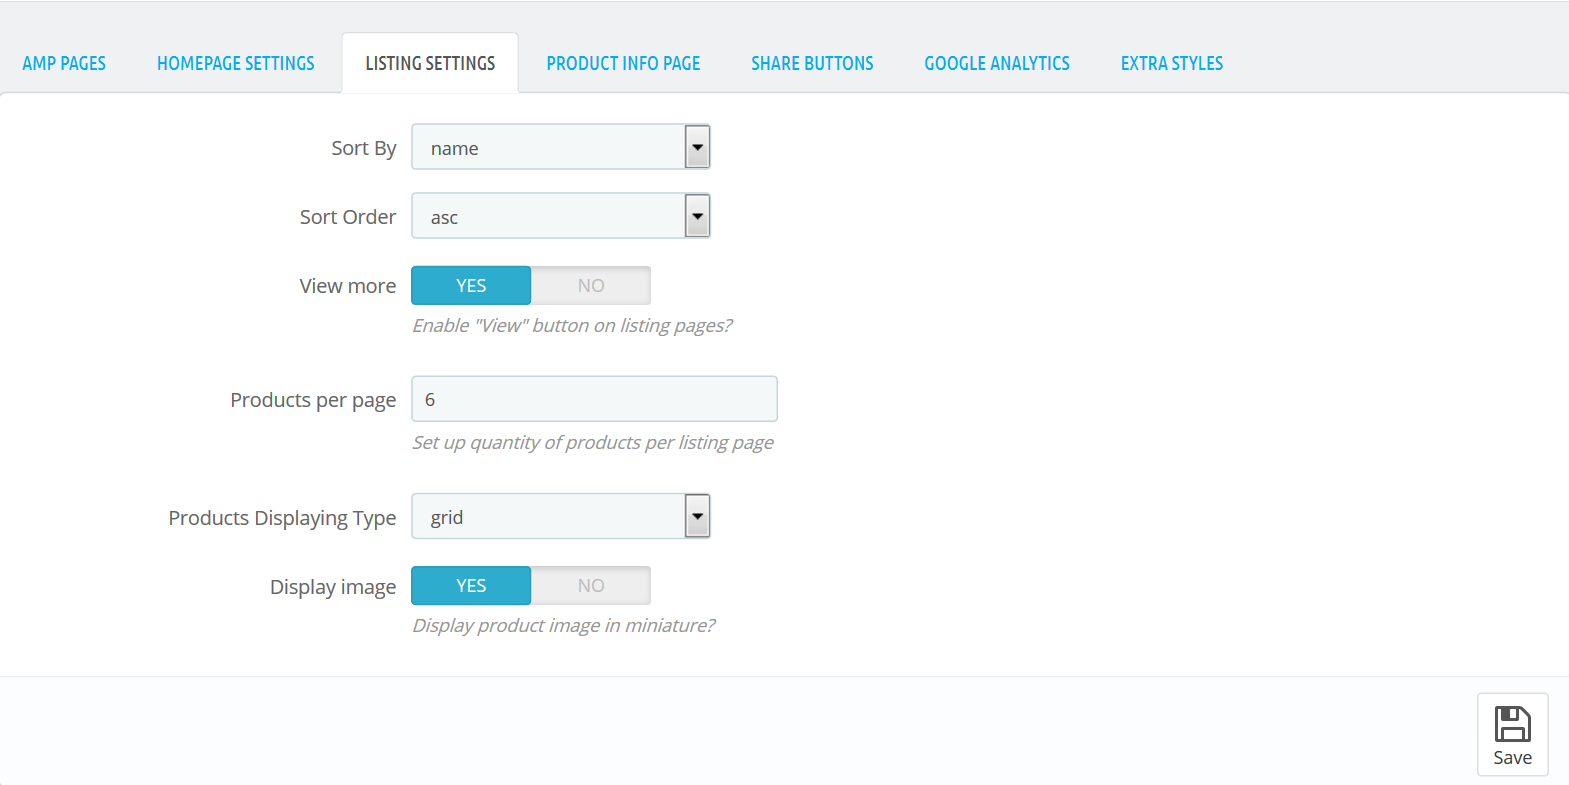 AMP PAGES HOMEPAGE SETTINGS LISTING SETTINGS PRODUCT INFO PAGE SHARE BUTTONS GOOGLE ANALYTICS EXTRA STYLES
Sort By name
Sort Order asc
View more YES NO
Enable "View" button on listing pages?
Products per page 6
Set up quantity of products per listing page
Products Displaying Type grid
Display image YES NO
Display product image in miniature?
Save